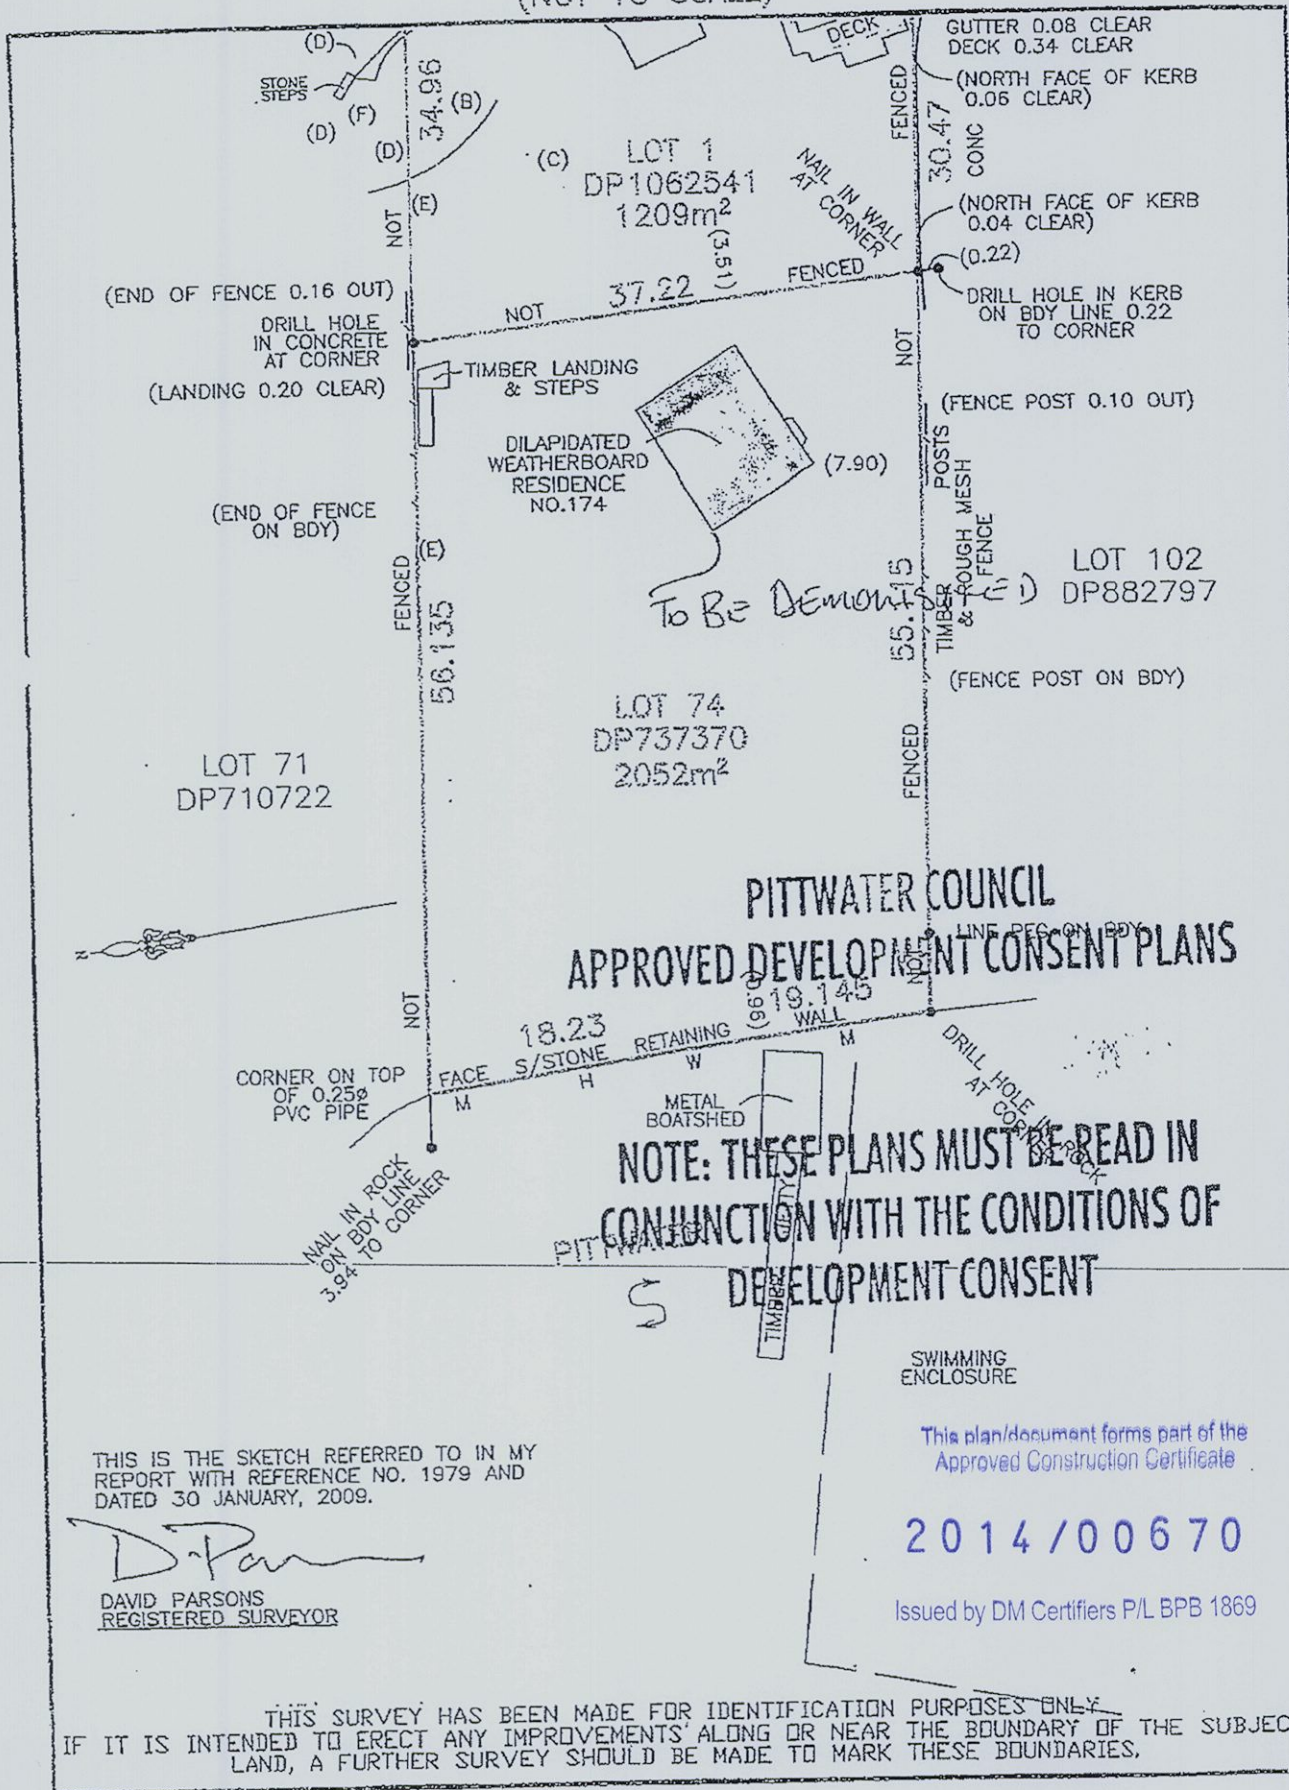 (D)
STONE
STEPS
(F)
(D)
(D)
34.96
(B)
(E)
NOT
(C)
LOT 1
DP1062541
1209m²
DECK
GUTTER 0.08 CLEAR
DECK 0.34 CLEAR
(NORTH FACE OF KERB
0.06 CLEAR)
FENCED
30.47
CONC
NAIL IN WALL
AT CORNER
(NORTH FACE OF KERB
0.04 CLEAR)
(0.22)
DRILL HOLE IN KERB
ON BDY LINE 0.22
TO CORNER
(END OF FENCE 0.16 OUT)
DRILL HOLE
IN CONCRETE
AT CORNER
(LANDING 0.20 CLEAR)
NOT
37.22
(3.51)
FENCED
TIMBER LANDING
& STEPS
NOT
(FENCE POST 0.10 OUT)
DILAPIDATED
WEATHERBOARD
RESIDENCE
NO.174
(7.90)
POSTS
TIMBER
& ROUGH MESH
FENCE
(END OF FENCE
ON BDY)
FENCED
(E)
56.135
To Be DEMOLISHED
55.115
LOT 102
DP882797
(FENCE POST ON BDY)
LOT 74
DP737370
2052m²
FENCED
LOT 71
DP710722
PITTWATER COUNCIL
LINE PEG ON BDY
APPROVED DEVELOPMENT CONSENT PLANS
N
NOT
NOT
18.23
(0.96)
19.145
FACE S/STONE RETAINING WALL
M H W M
CORNER ON TOP
OF 0.25ø
PVC PIPE
METAL
BOATSHED
DRILL HOLE IN ROCK
AT CORNER
NAIL IN ROCK
ON BDY LINE
3.94 TO CORNER
NOTE: THESE PLANS MUST BE READ IN
CONJUNCTION WITH THE CONDITIONS OF
DEVELOPMENT CONSENT
PITTWATER
TIMBER JETTY
SWIMMING
ENCLOSURE
This plan/document forms part of the
Approved Construction Certificate
2014/00670
Issued by DM Certifiers P/L BPB 1869
THIS IS THE SKETCH REFERRED TO IN MY
REPORT WITH REFERENCE NO. 1979 AND
DATED 30 JANUARY, 2009.
DAVID PARSONS
REGISTERED SURVEYOR
THIS SURVEY HAS BEEN MADE FOR IDENTIFICATION PURPOSES ONLY.
IF IT IS INTENDED TO ERECT ANY IMPROVEMENTS ALONG OR NEAR THE BOUNDARY OF THE SUBJEC
LAND, A FURTHER SURVEY SHOULD BE MADE TO MARK THESE BOUNDARIES.